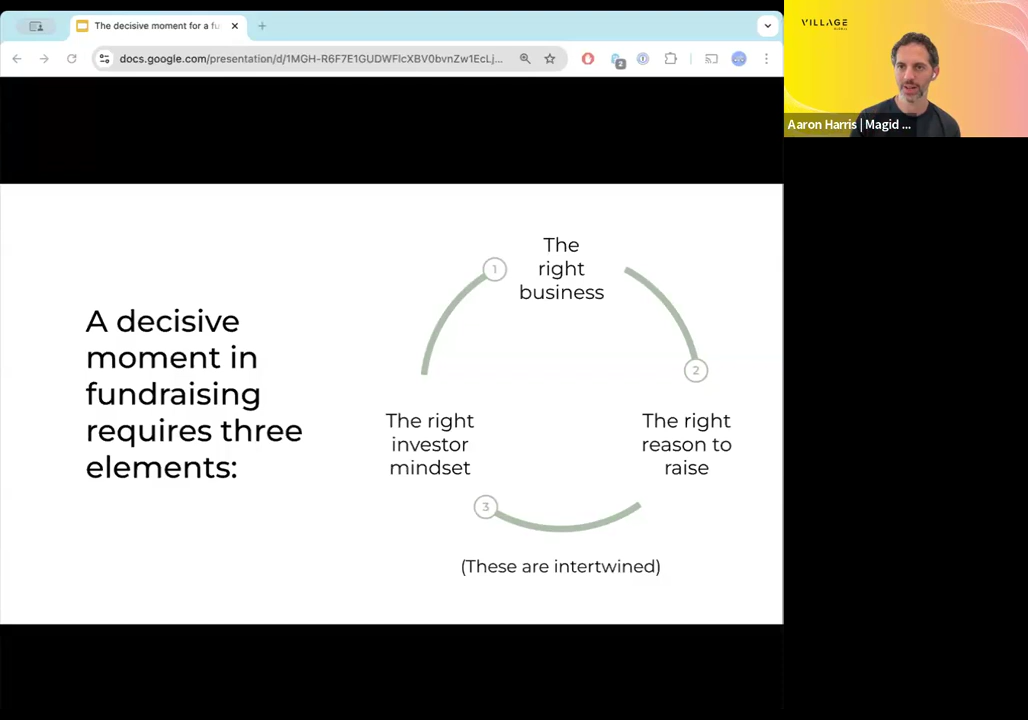 The decisive moment for a fu
docs.google.com/presentation/d/1MGH-R6F7E1GUDWFlcXBV0bvnZw1EcLj...
2
VILLAGE
GLOBAL
Aaron Harris | Magid ...
A decisive
moment in
fundraising
requires three
elements:
1
The
right
business
2
The right
reason to
raise
3
The right
investor
mindset
(These are intertwined)